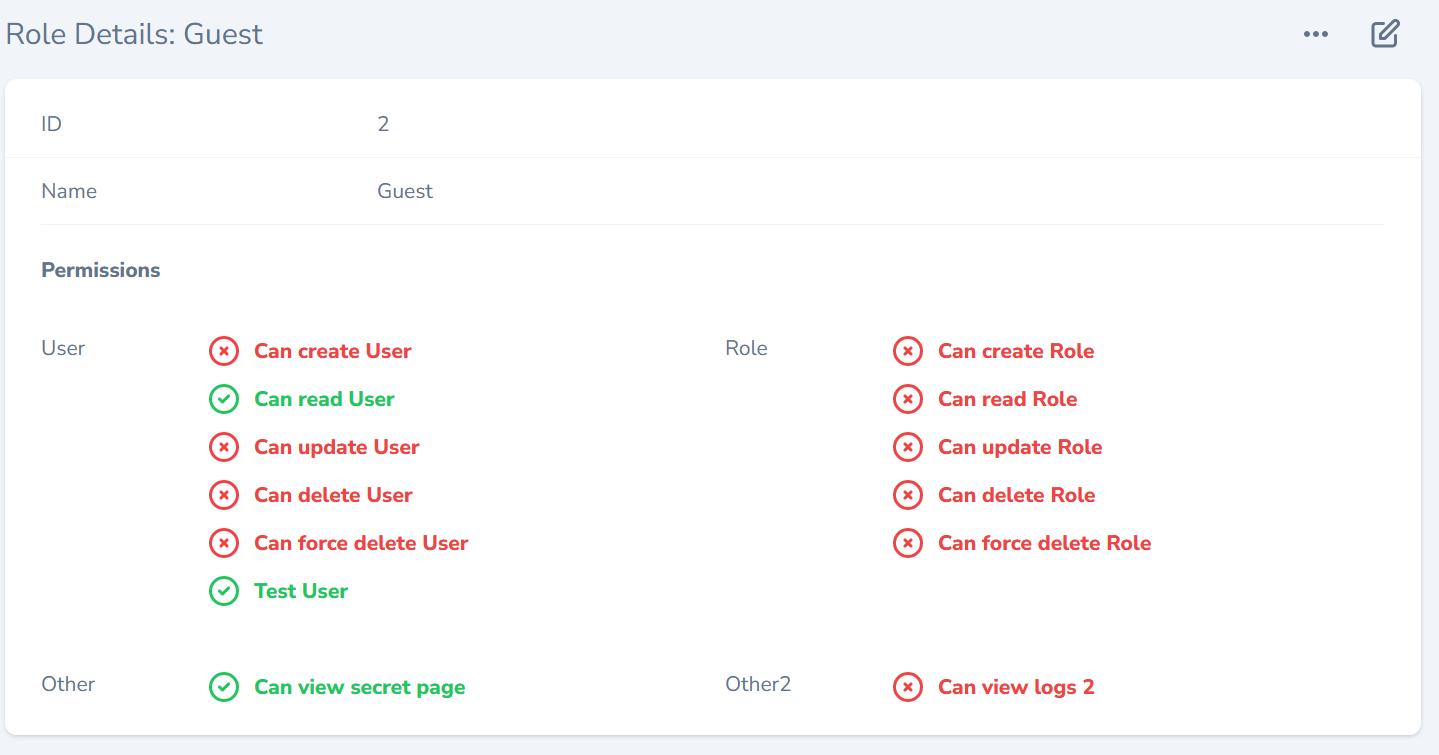 Role Details: Guest
ID 2
Name Guest
Permissions
User
Can create User
Can read User
Can update User
Can delete User
Can force delete User
Test User
Role
Can create Role
Can read Role
Can update Role
Can delete Role
Can force delete Role
Other
Can view secret page
Other2
Can view logs 2